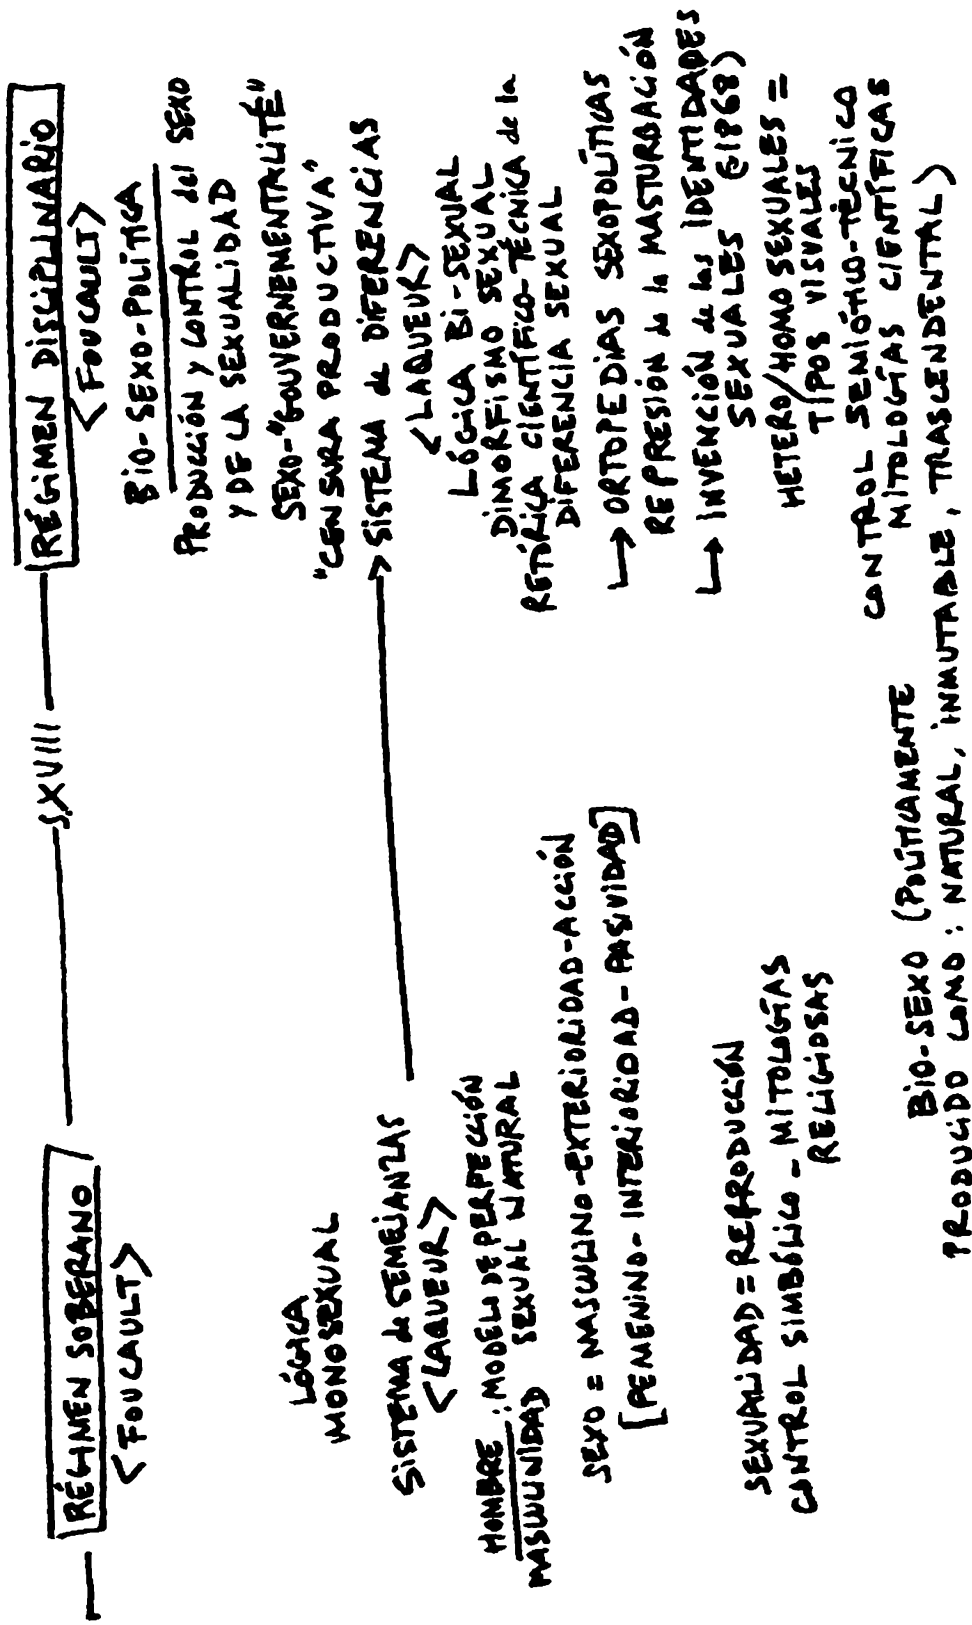 RÉGIMEN SOBERANO
<FOUCAULT>
LÓGICA
MONOSEXUAL
SISTEMA de SEMEJANZAS
<LAQUEUR>
HOMBRE : MODELO DE PERFECCIÓN
MASCULINIDAD SEXUAL NATURAL
SEXO = MASCULINO-EXTERIORIDAD-ACCIÓN
[FEMENINO-INTERIORIDAD-PASIVIDAD]
SEXUALIDAD = REPRODUCCIÓN
CONTROL SIMBÓLICO - MITOLOGÍAS
RELIGIOSAS
S.XVIII
RÉGIMEN DISCIPLINARIO
<FOUCAULT>
BIO-SEXO-POLÍTICA
PRODUCCIÓN y CONTROL del SEXO
y DE LA SEXUALIDAD
SEXO-"GOUVERNEMENTALITÉ"
"CENSURA PRODUCTIVA"
SISTEMA de DIFERENCIAS
<LAQUEUR>
LÓGICA BI-SEXUAL
DIMORFISMO SEXUAL
RETÓRICA CIENTÍFICO-TÉCNICA de la
DIFERENCIA SEXUAL
→ ORTOPEDIAS SEXOPOLÍTICAS
REPRESIÓN de la MASTURBACIÓN
→ INVENCIÓN de las IDENTIDADES
SEXUALES (@1868)
HETERO/HOMOSEXUALES =
TIPOS VISUALES
CONTROL SEMIÓTICO-TÉCNICO
MITOLOGÍAS CIENTÍFICAS
BIO-SEXO (POLÍTICAMENTE
PRODUCIDO COMO: NATURAL, INMUTABLE, TRASCENDENTAL)